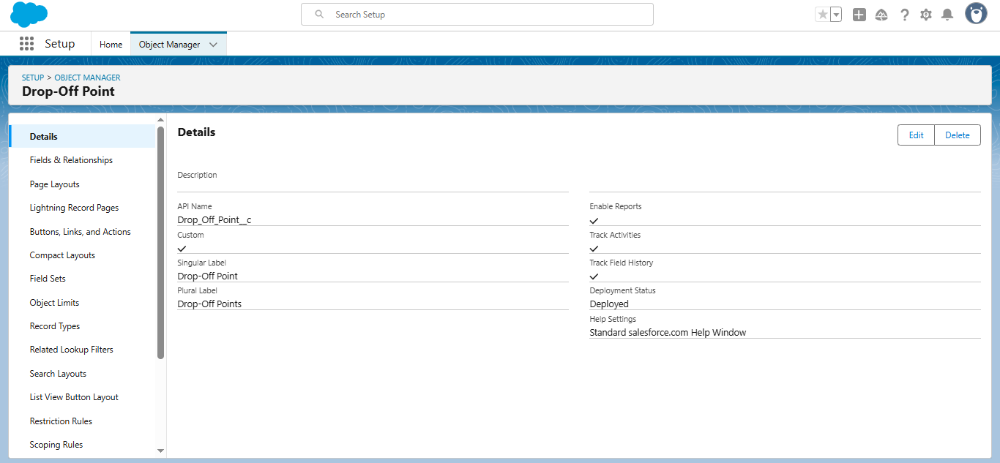 Search Setup
Setup
Home
Object Manager
SETUP > OBJECT MANAGER
Drop-Off Point
Details
Fields & Relationships
Page Layouts
Lightning Record Pages
Buttons, Links, and Actions
Compact Layouts
Field Sets
Object Limits
Record Types
Related Lookup Filters
Search Layouts
List View Button Layout
Restriction Rules
Scoping Rules
Details
Edit
Delete
Description
API Name
Drop_Off_Point__c
Custom
Singular Label
Drop-Off Point
Plural Label
Drop-Off Points
Enable Reports
Track Activities
Track Field History
Deployment Status
Deployed
Help Settings
Standard salesforce.com Help Window